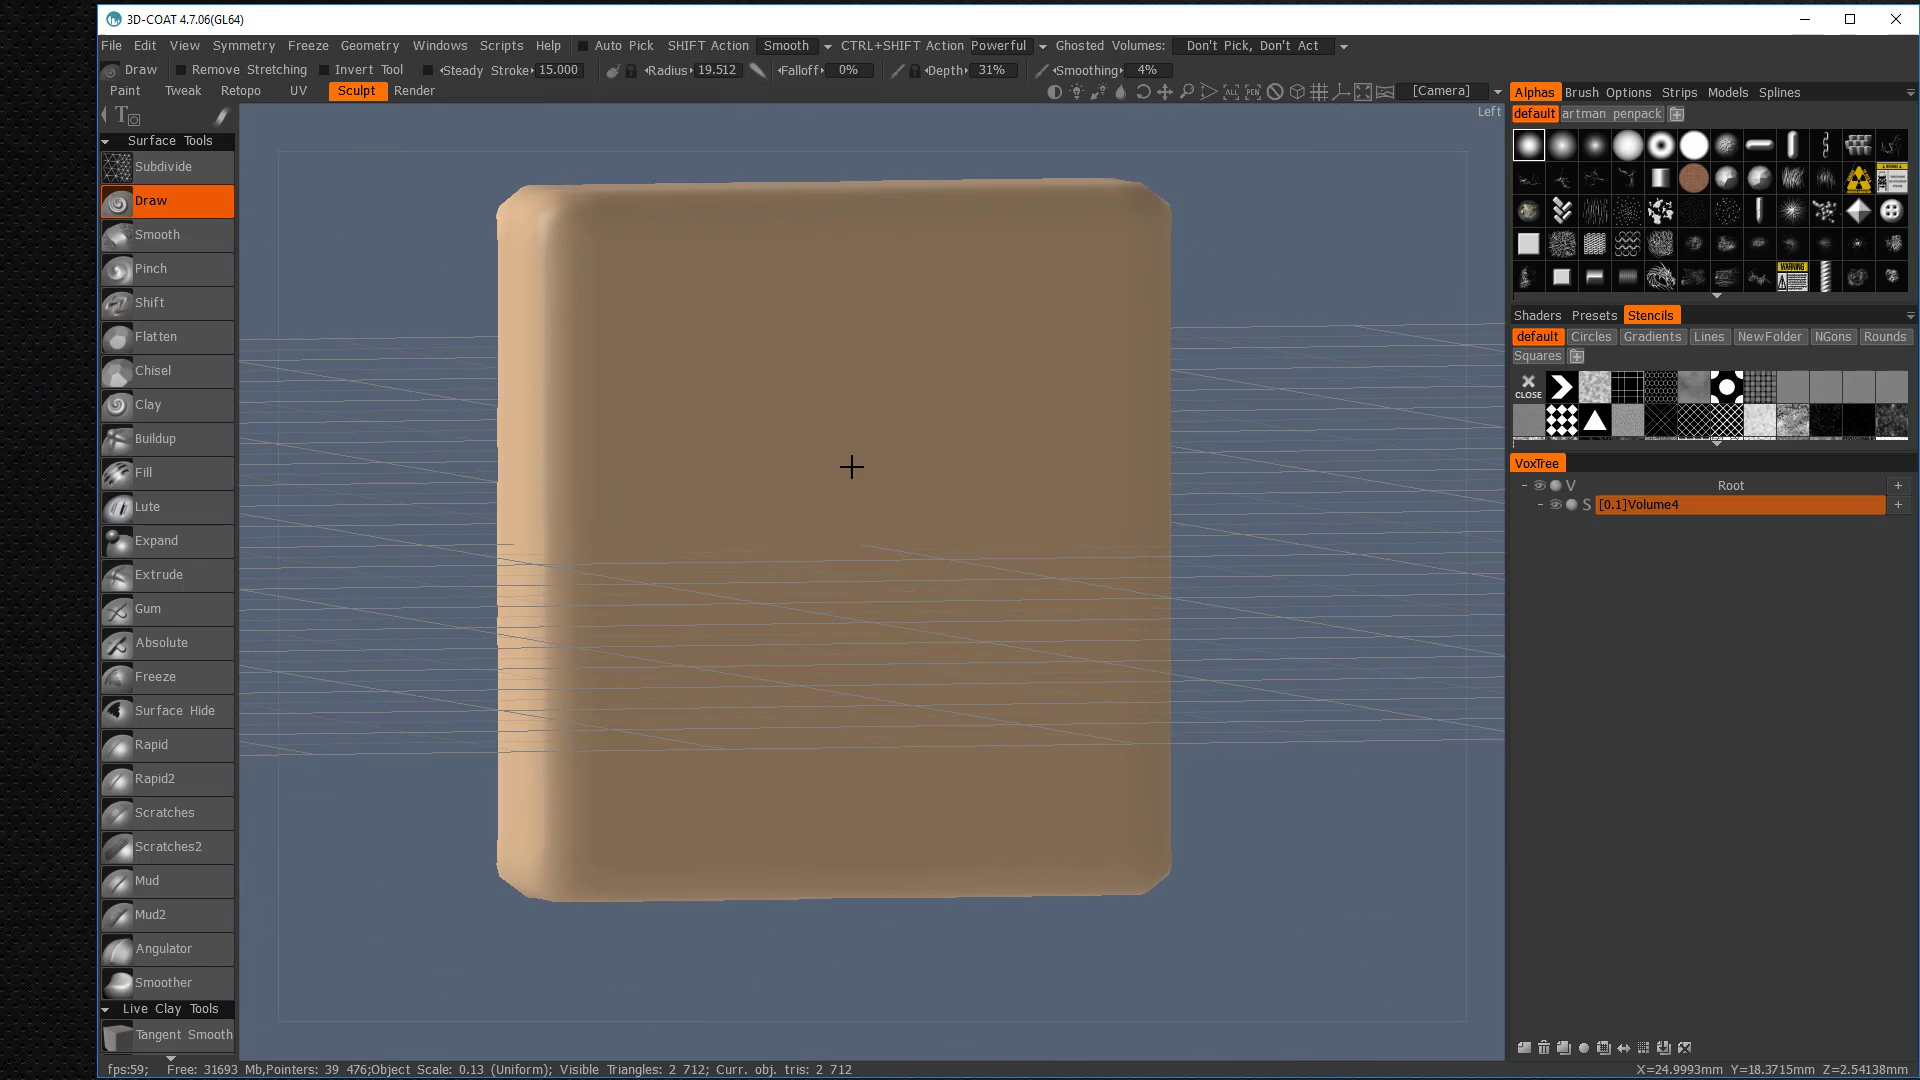 3D-COAT 4.7.06(GL64)
File Edit View Symmetry Freeze Geometry Windows Scripts Help Auto Pick SHIFT Action Smooth CTRL+SHIFT Action Powerful Ghosted Volumes: Don't Pick, Don't Act
Draw Remove Stretching Invert Tool Steady Stroke 15.000 Radius 19.512 Falloff 0% Depth 31% Smoothing 4%
Paint Tweak Retopo UV Sculpt Render ALL PEN [Camera]
Left
Surface Tools
Subdivide
Draw
Smooth
Pinch
Shift
Flatten
Chisel
Clay
Buildup
Fill
Lute
Expand
Extrude
Gum
Absolute
Freeze
Surface Hide
Rapid
Rapid2
Scratches
Scratches2
Mud
Mud2
Angulator
Smoother
Live Clay Tools
Tangent Smooth
Alphas Brush Options Strips Models Splines
default artman penpack
WARNING
Shaders Presets Stencils
default Circles Gradients Lines NewFolder NGons Rounds
Squares
CLOSE
VoxTree
V Root +
S [0.1]Volume4 +
fps:59; Free: 31693 Mb,Pointers: 39 476;Object Scale: 0.13 (Uniform); Visible Triangles: 2 712; Curr. obj. tris: 2 712
X=24.9993mm Y=18.3715mm Z=2.54138mm